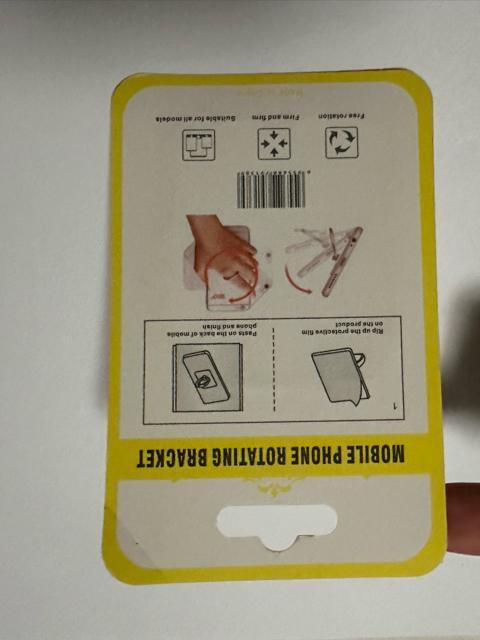 MOBILE PHONE ROTATING BRACKET
1
Rip up the protective film
on the product
Pasts on the back of mobile
phone and finish
Free rotation
Firm and firm
Suitable for all models